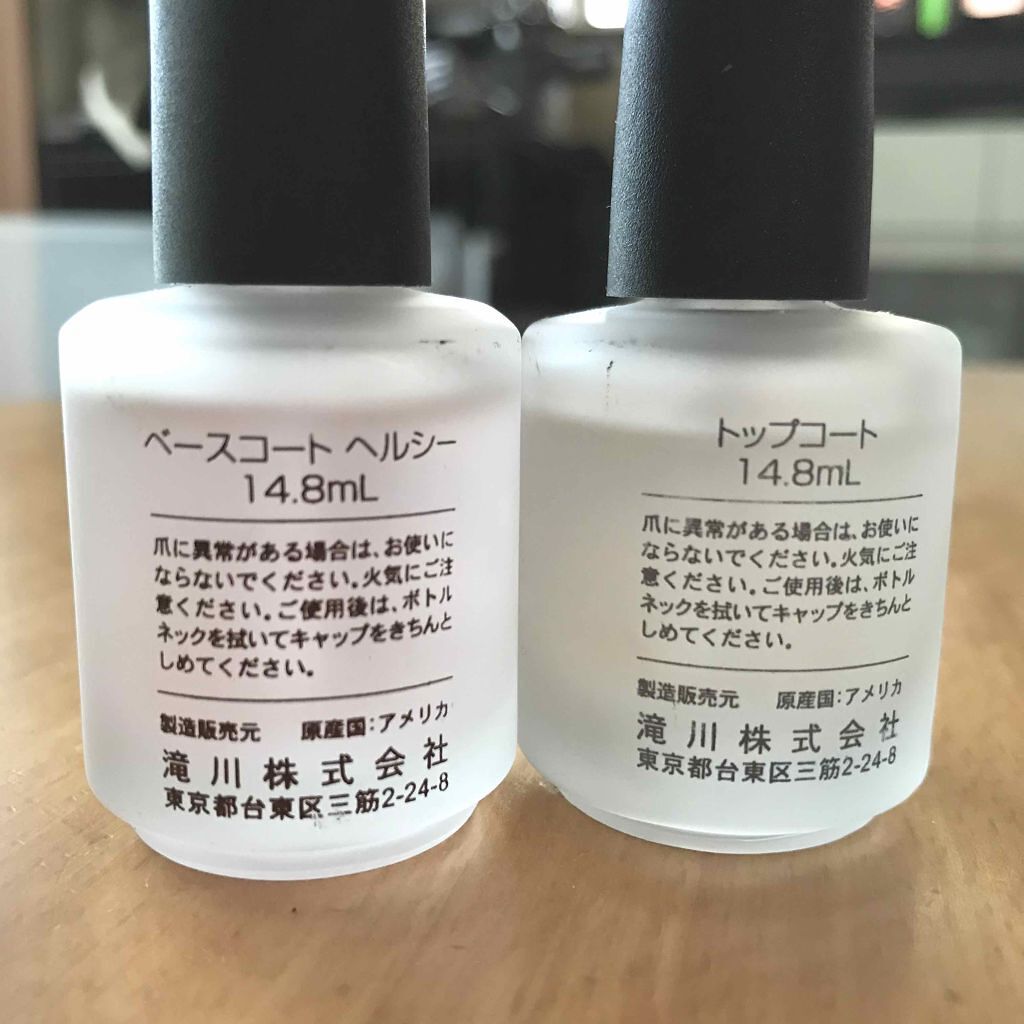 ベースコート ヘルシー
14.8mL
爪に異常がある場合は、お使いに
ならないでください。火気にご注
意ください。ご使用後は、ボトル
ネックを拭いてキャップをきちんと
しめてください。
製造販売元 原産国：アメリカ
滝川株式会社
東京都台東区三筋2-24-8
トップコート
14.8mL
爪に異常がある場合は、お使いに
ならないでください。火気にご注
意ください。ご使用後は、ボトル
ネックを拭いてキャップをきちんと
しめてください。
製造販売元 原産国：アメリカ
滝川株式会社
東京都台東区三筋2-24-8